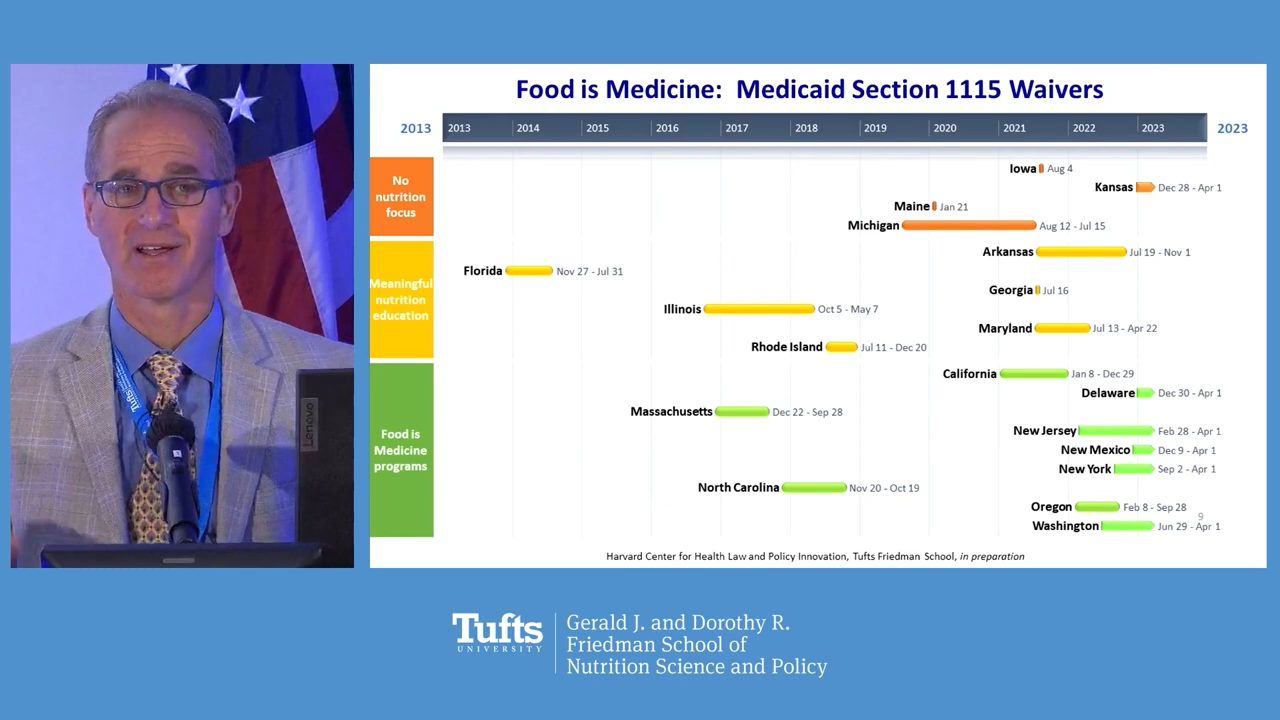 Food is Medicine: Medicaid Section 1115 Waivers
2013
2013 2014 2015 2016 2017 2018 2019 2020 2021 2022 2023
2023
No
nutrition
focus
Iowa Aug 4
Kansas Dec 28 - Apr 1
Maine Jan 21
Michigan Aug 12 - Jul 15
Meaningful
nutrition
education
Arkansas Jul 19 - Nov 1
Florida Nov 27 - Jul 31
Georgia Jul 16
Illinois Oct 5 - May 7
Maryland Jul 13 - Apr 22
Rhode Island Jul 11 - Dec 20
Food is
Medicine
programs
California Jan 8 - Dec 29
Delaware Dec 30 - Apr 1
Massachusetts Dec 22 - Sep 28
New Jersey Feb 28 - Apr 1
New Mexico Dec 9 - Apr 1
New York Sep 2 - Apr 1
North Carolina Nov 20 - Oct 19
Oregon Feb 8 - Sep 28
9
Washington Jun 29 - Apr 1
Harvard Center for Health Law and Policy Innovation, Tufts Friedman School, in preparation
Tufts
Lenovo
Tufts
UNIVERSITY
Gerald J. and Dorothy R.
Friedman School of
Nutrition Science and Policy